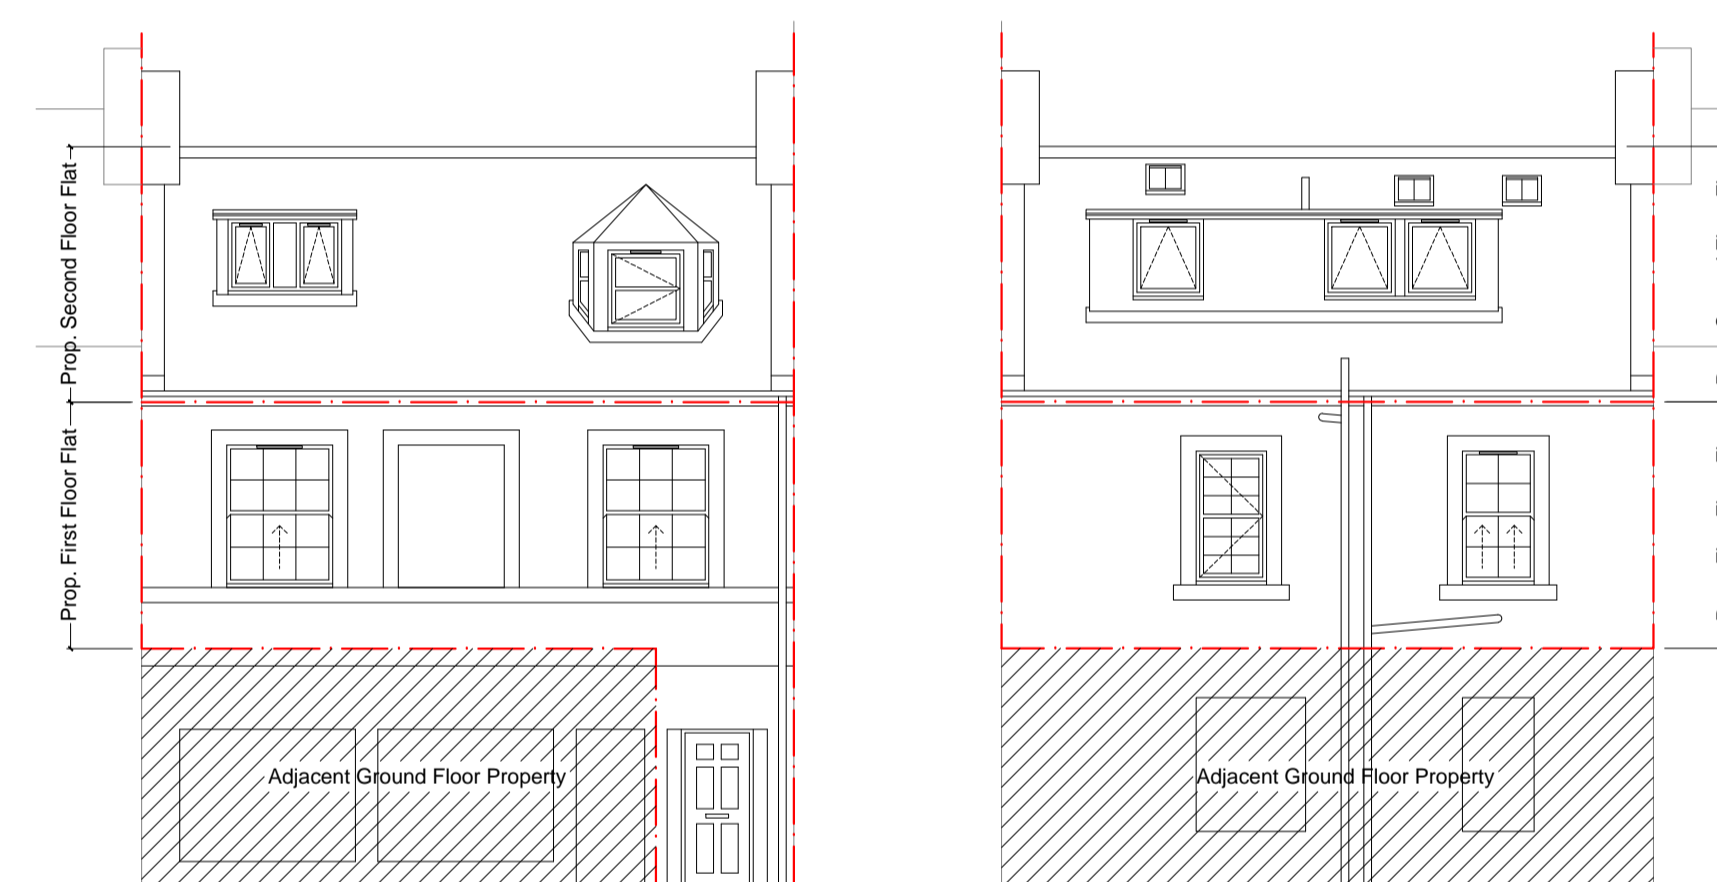 Prop. Second Floor Flat
Prop. First Floor Flat
Adjacent Ground Floor Property
Adjacent Ground Floor Property